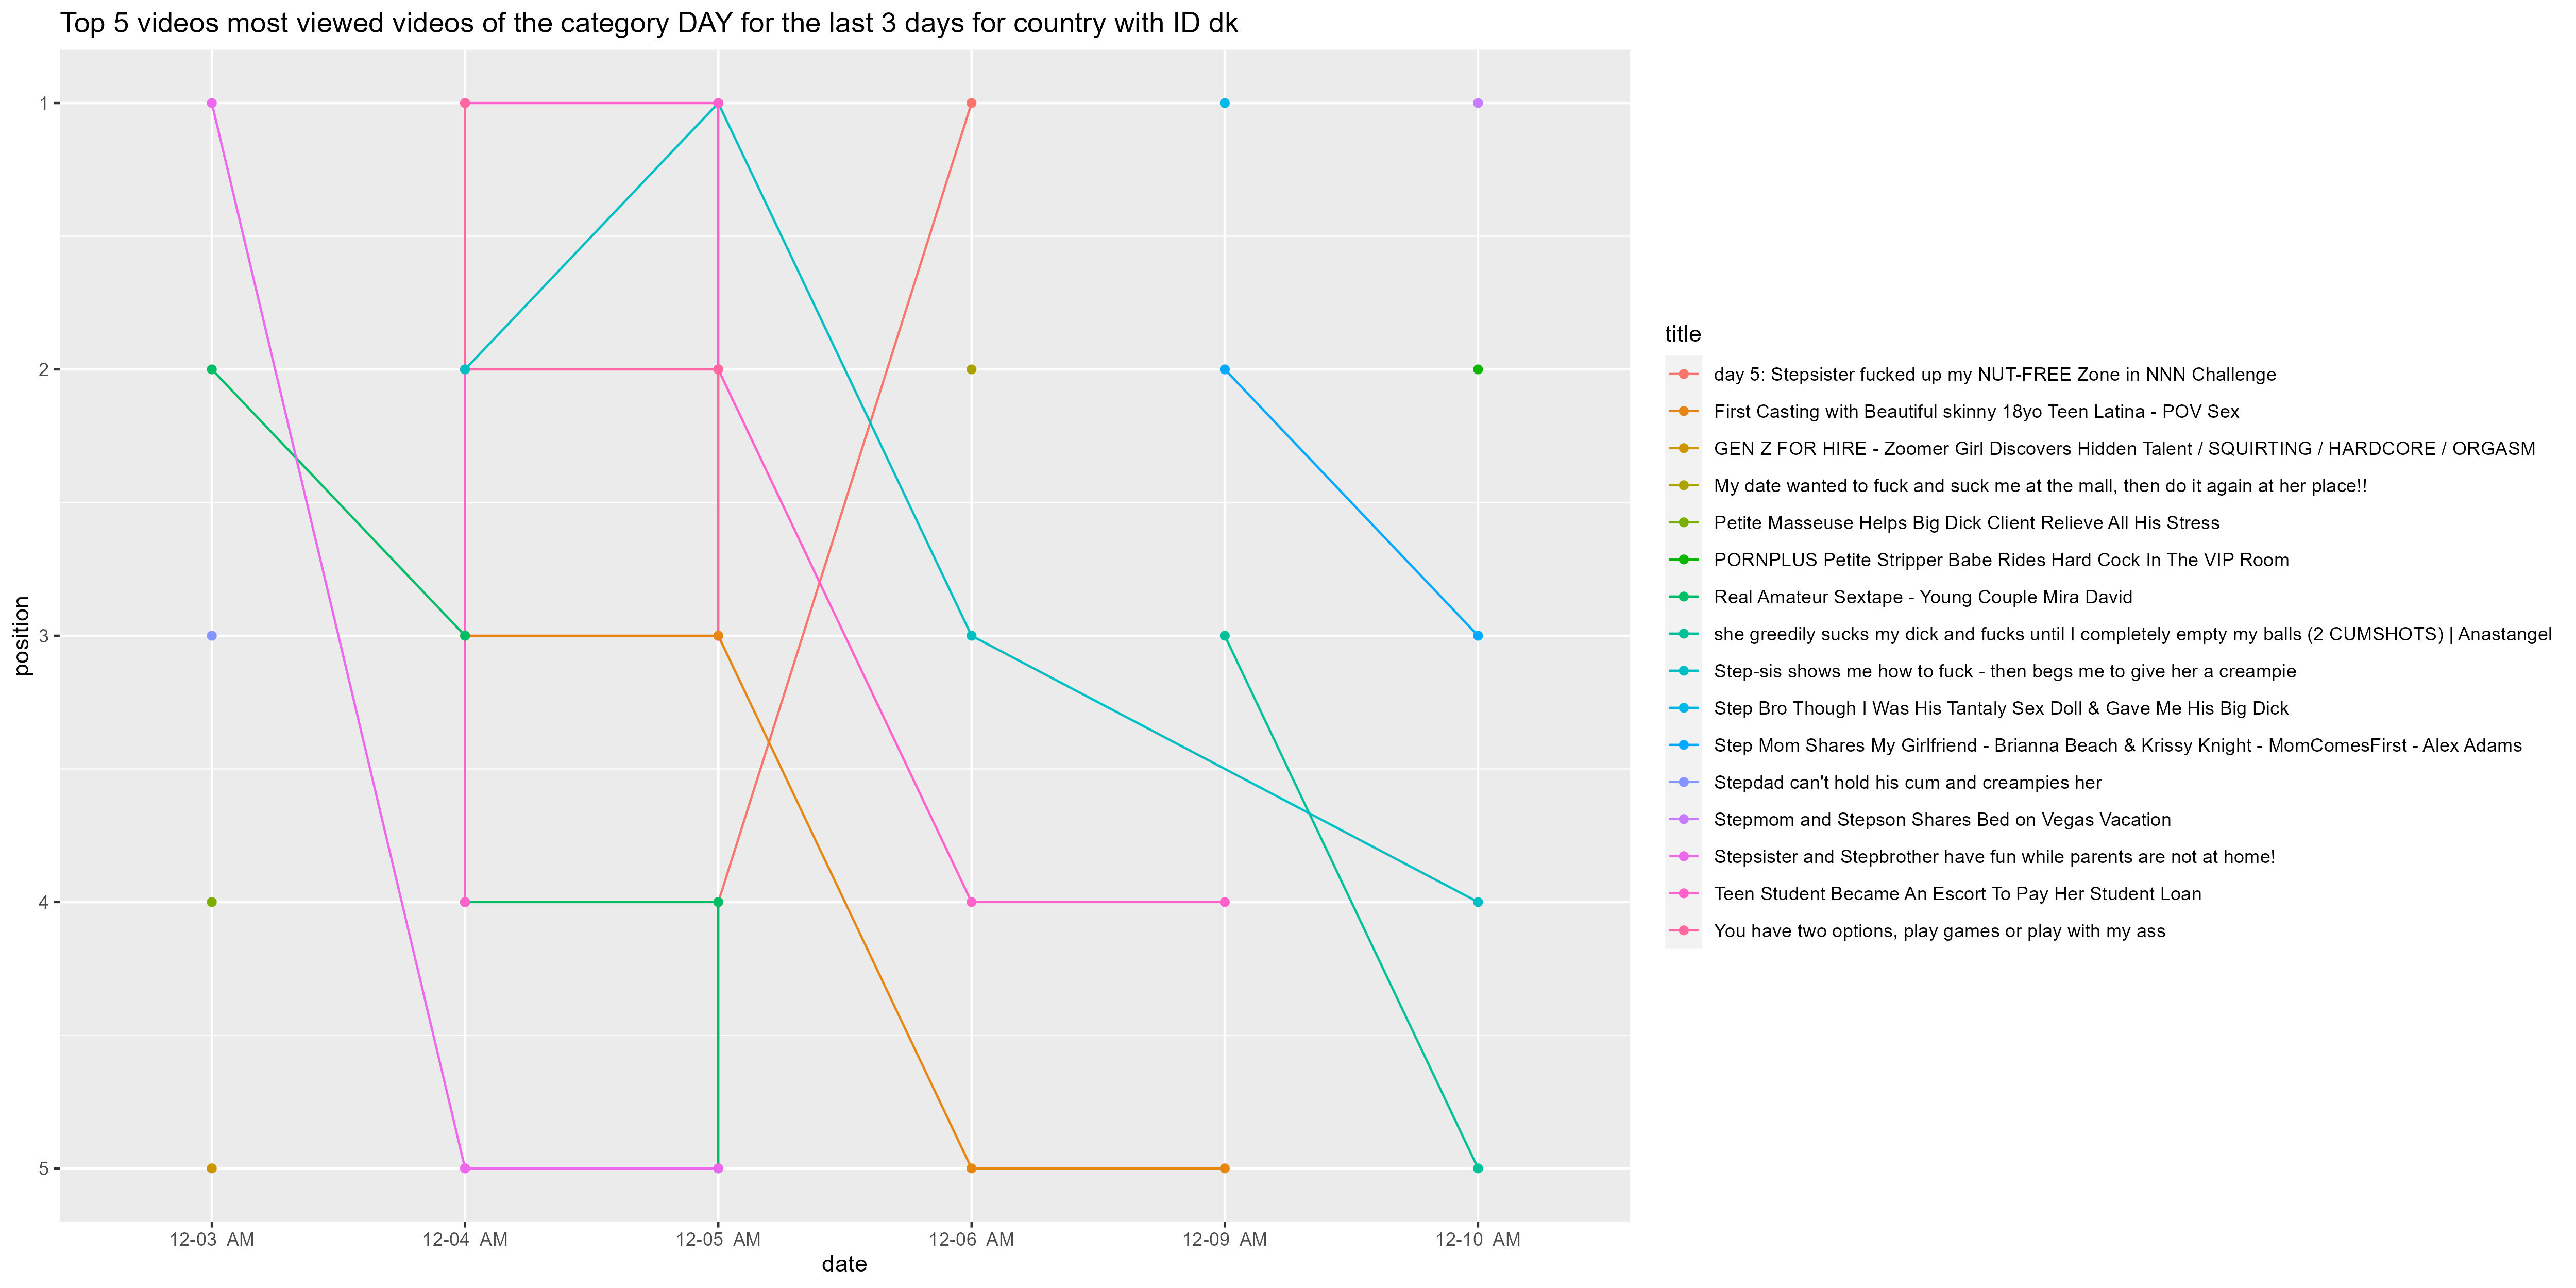 Top 5 videos most viewed videos of the category DAY for the last 3 days for country with ID dk
position
1
2
3
4
5
12-03 AM
12-04 AM
12-05 AM
12-06 AM
12-09 AM
12-10 AM
date
title
day 5: Stepsister fucked up my NUT-FREE Zone in NNN Challenge
First Casting with Beautiful skinny 18yo Teen Latina - POV Sex
GEN Z FOR HIRE - Zoomer Girl Discovers Hidden Talent / SQUIRTING / HARDCORE / ORGASM
My date wanted to fuck and suck me at the mall, then do it again at her place!!
Petite Masseuse Helps Big Dick Client Relieve All His Stress
PORNPLUS Petite Stripper Babe Rides Hard Cock In The VIP Room
Real Amateur Sextape - Young Couple Mira David
she greedily sucks my dick and fucks until I completely empty my balls (2 CUMSHOTS) | Anastangel
Step-sis shows me how to fuck - then begs me to give her a creampie
Step Bro Though I Was His Tantaly Sex Doll & Gave Me His Big Dick
Step Mom Shares My Girlfriend - Brianna Beach & Krissy Knight - MomComesFirst - Alex Adams
Stepdad can't hold his cum and creampies her
Stepmom and Stepson Shares Bed on Vegas Vacation
Stepsister and Stepbrother have fun while parents are not at home!
Teen Student Became An Escort To Pay Her Student Loan
You have two options, play games or play with my ass